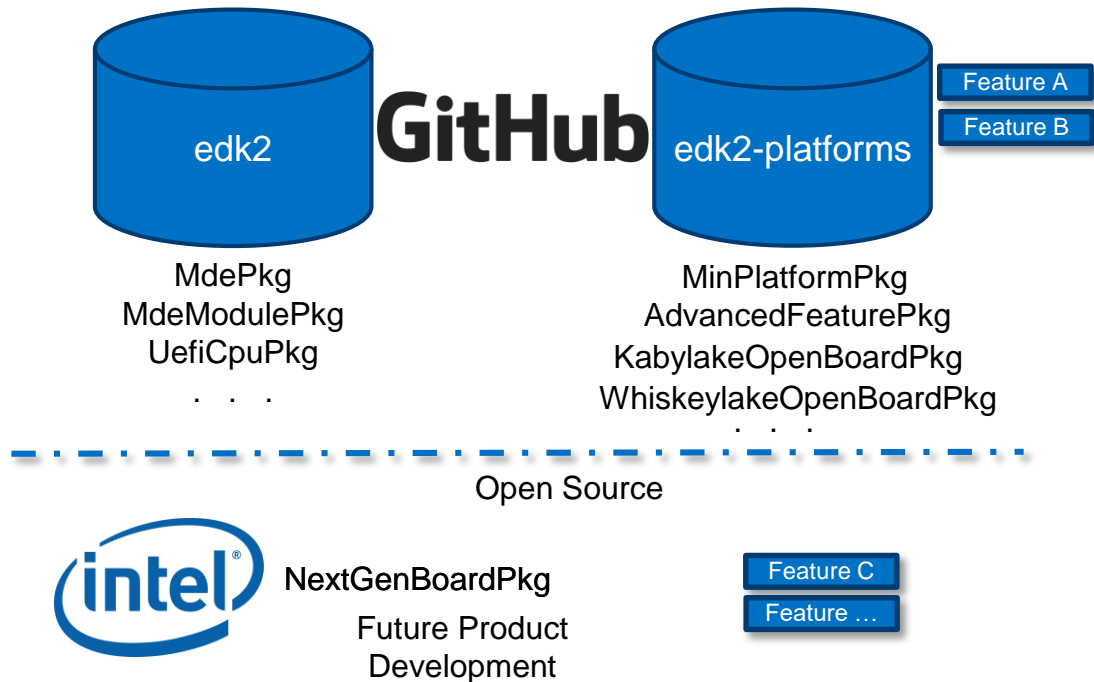 edk2
GitHub
edk2-platforms
Feature A
Feature B
MdePkg
MdeModulePkg
UefiCpuPkg
. . .
MinPlatformPkg
AdvancedFeaturePkg
KabylakeOpenBoardPkg
WhiskeylakeOpenBoardPkg
. . .
Open Source
intel®
NextGenBoardPkg
Future Product
Development
Feature C
Feature …